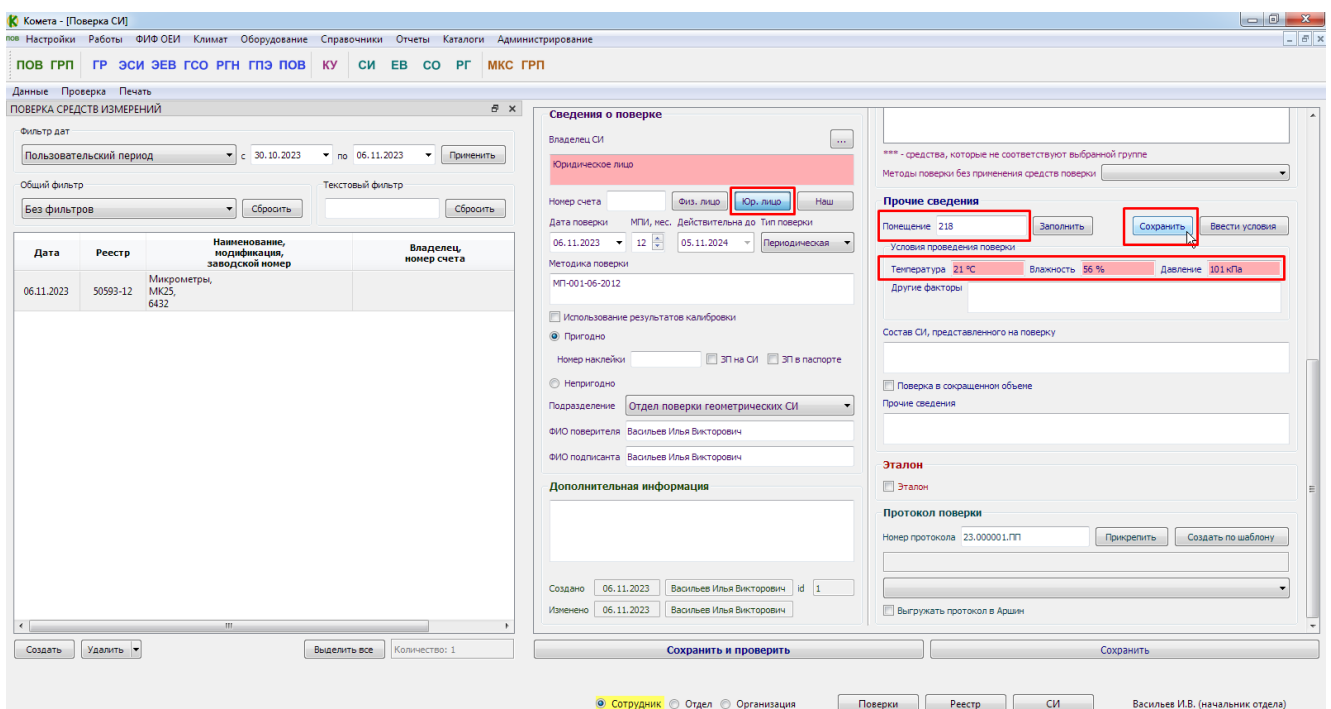 Комета - [Поверка СИ]
пов Настройки Работы ФИФ ОЕИ Климат Оборудование Справочники Отчеты Каталоги Администрирование
ПОВ ГРП ГР ЭСИ ЭЕВ ГСО РГН ГПЭ ПОВ КУ СИ ЕВ СО РГ МКС ГРП
Данные Проверка Печать
ПОВЕРКА СРЕДСТВ ИЗМЕРЕНИЙ
Фильтр дат
Пользовательский период с 30.10.2023 по 06.11.2023 Применить
Общий фильтр Текстовый фильтр
Без фильтров Сбросить Сбросить
Дата Реестр Наименование, модификация, заводской номер Владелец, номер счета
06.11.2023 50593-12 Микрометры,
МК25,
6432
Создать Удалить Выделить все Количество: 1
Сведения о поверке
Владелец СИ ...
Юридическое лицо
Номер счета Физ. лицо Юр. лицо Наш
Дата поверки МПИ, мес. Действительна до Тип поверки
06.11.2023 12 05.11.2024 Периодическая
Методика поверки
МП-001-06-2012
Использование результатов калибровки
Пригодно
Номер наклейки ЗП на СИ ЗП в паспорте
Непригодно
Подразделение Отдел поверки геометрических СИ
ФИО поверителя Васильев Илья Викторович
ФИО подписанта Васильев Илья Викторович
Дополнительная информация
Создано 06.11.2023 Васильев Илья Викторович id 1
Изменено 06.11.2023 Васильев Илья Викторович
*** - средства, которые не соответствуют выбранной группе
Методы поверки без применения средств поверки
Прочие сведения
Помещение 218 Заполнить Сохранить Ввести условия
Условия проведения поверки
Температура 21 °C Влажность 56 % Давление 101 кПа
Другие факторы
Состав СИ, представленного на поверку
Поверка в сокращенном объеме
Прочие сведения
Эталон
Эталон
Протокол поверки
Номер протокола 23.000001.ПП Прикрепить Создать по шаблону
Выгружать протокол в Аршин
Сохранить и проверить Сохранить
Сотрудник Отдел Организация Поверки Реестр СИ Васильев И.В. (начальник отдела)